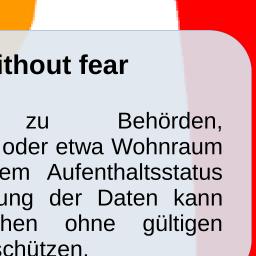 ithout fear
zu Behörden,
oder etwa Wohnraum
em Aufenthaltsstatus
ung der Daten kann
hen ohne gültigen
schützen.